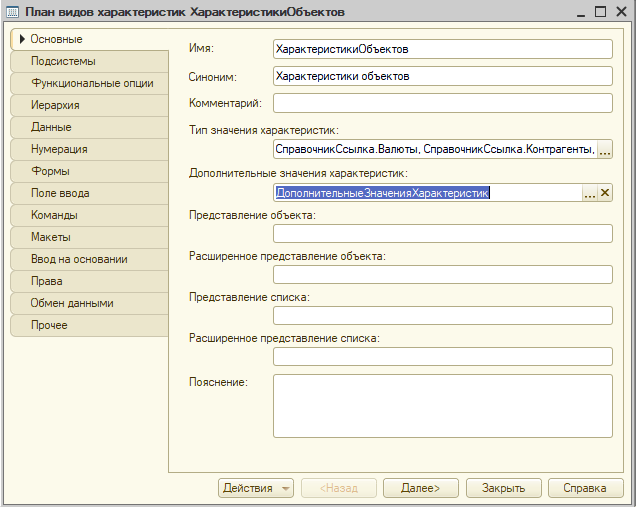 План видов характеристик ХарактеристикиОбъектов
Основные
Подсистемы
Функциональные опции
Иерархия
Данные
Нумерация
Формы
Поле ввода
Команды
Макеты
Ввод на основании
Права
Обмен данными
Прочее
Имя: ХарактеристикиОбъектов
Синоним: Характеристики объектов
Комментарий:
Тип значения характеристик:
СправочникСсылка.Валюты, СправочникСсылка.Контрагенты, ...
Дополнительные значения характеристик:
ДополнительныеЗначенияХарактеристик ...
Представление объекта:
Расширенное представление объекта:
Представление списка:
Расширенное представление списка:
Пояснение:
Действия <Назад Далее> Закрыть Справка